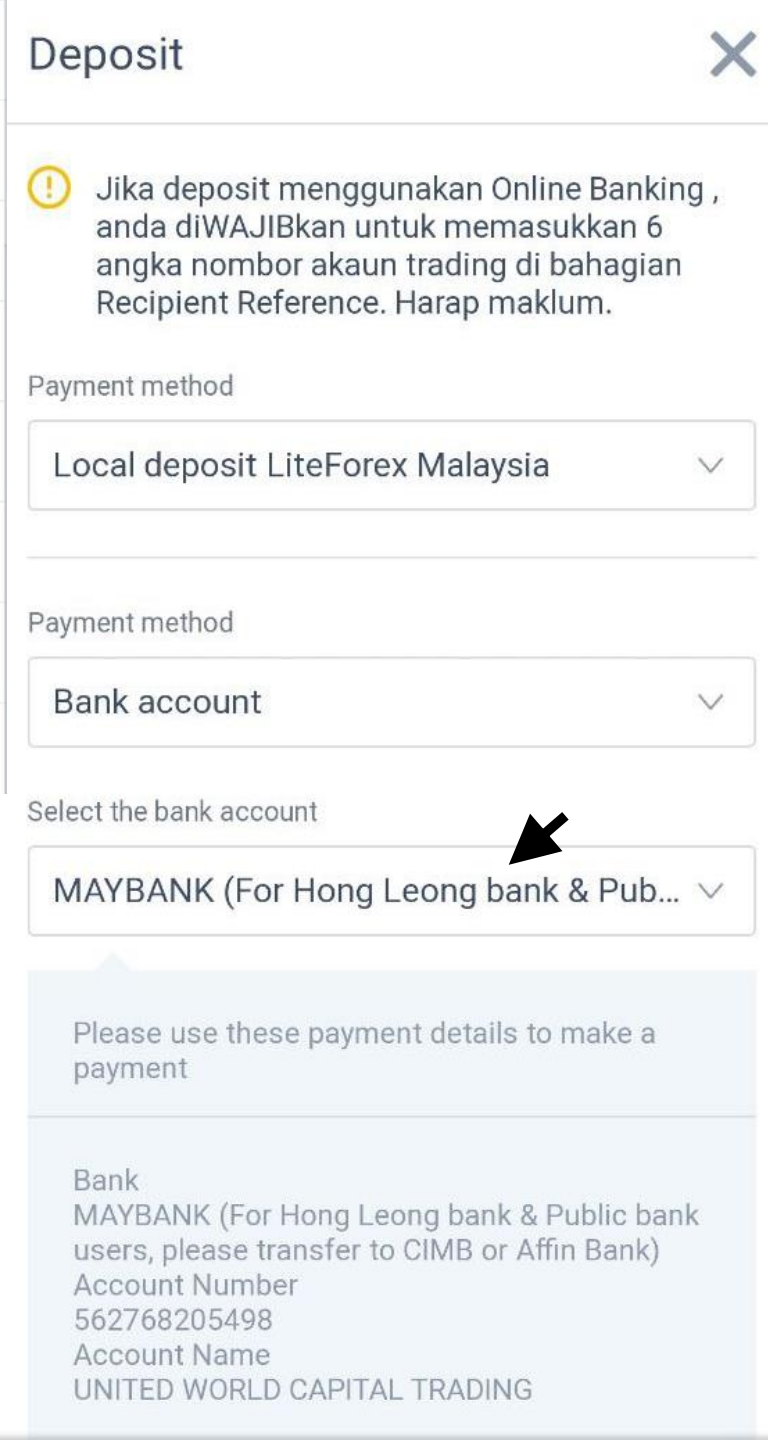 Deposit
Jika deposit menggunakan Online Banking ,
anda diWAJIBkan untuk memasukkan 6
angka nombor akaun trading di bahagian
Recipient Reference. Harap maklum.
Payment method
Local deposit LiteForex Malaysia
Payment method
Bank account
Select the bank account
MAYBANK (For Hong Leong bank & Pub...
Please use these payment details to make a
payment
Bank
MAYBANK (For Hong Leong bank & Public bank
users, please transfer to CIMB or Affin Bank)
Account Number
562768205498
Account Name
UNITED WORLD CAPITAL TRADING